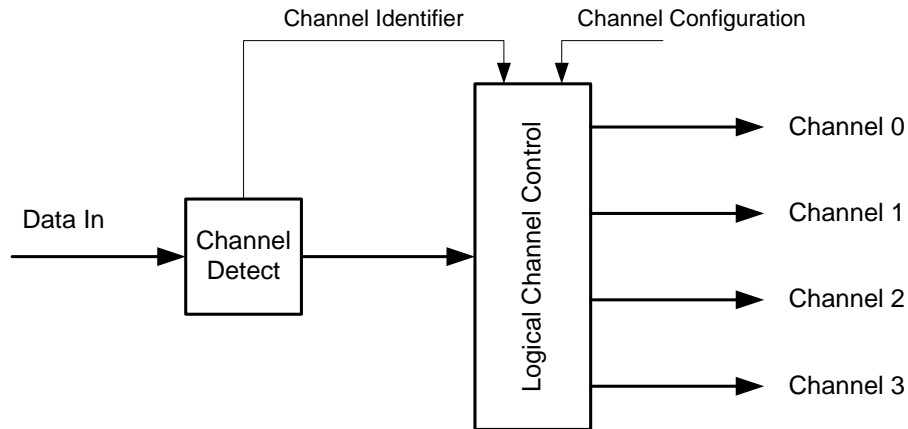 Channel Identifier
Channel Configuration
Data In
Channel
Detect
Logical Channel Control
Channel 0
Channel 1
Channel 2
Channel 3